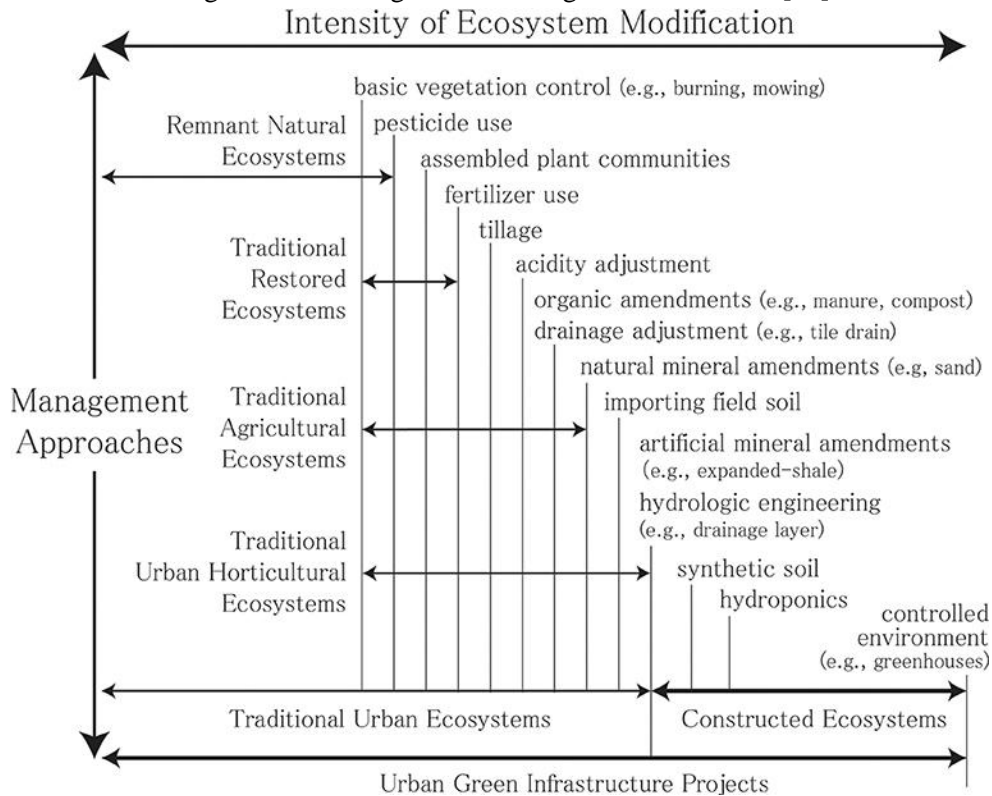 Intensity of Ecosystem Modification
basic vegetation control (e.g., burning, mowing)
Remnant Natural
Ecosystems
pesticide use
assembled plant communities
fertilizer use
tillage
Traditional
Restored
Ecosystems
acidity adjustment
organic amendments (e.g., manure, compost)
drainage adjustment (e.g., tile drain)
natural mineral amendments (e.g, sand)
Management
Approaches
Traditional
Agricultural
Ecosystems
importing field soil
artificial mineral amendments
(e.g., expanded-shale)
hydrologic engineering
(e.g., drainage layer)
Traditional
Urban Horticultural
Ecosystems
synthetic soil
hydroponics
controlled
environment
(e.g., greenhouses)
Traditional Urban Ecosystems
Constructed Ecosystems
Urban Green Infrastructure Projects